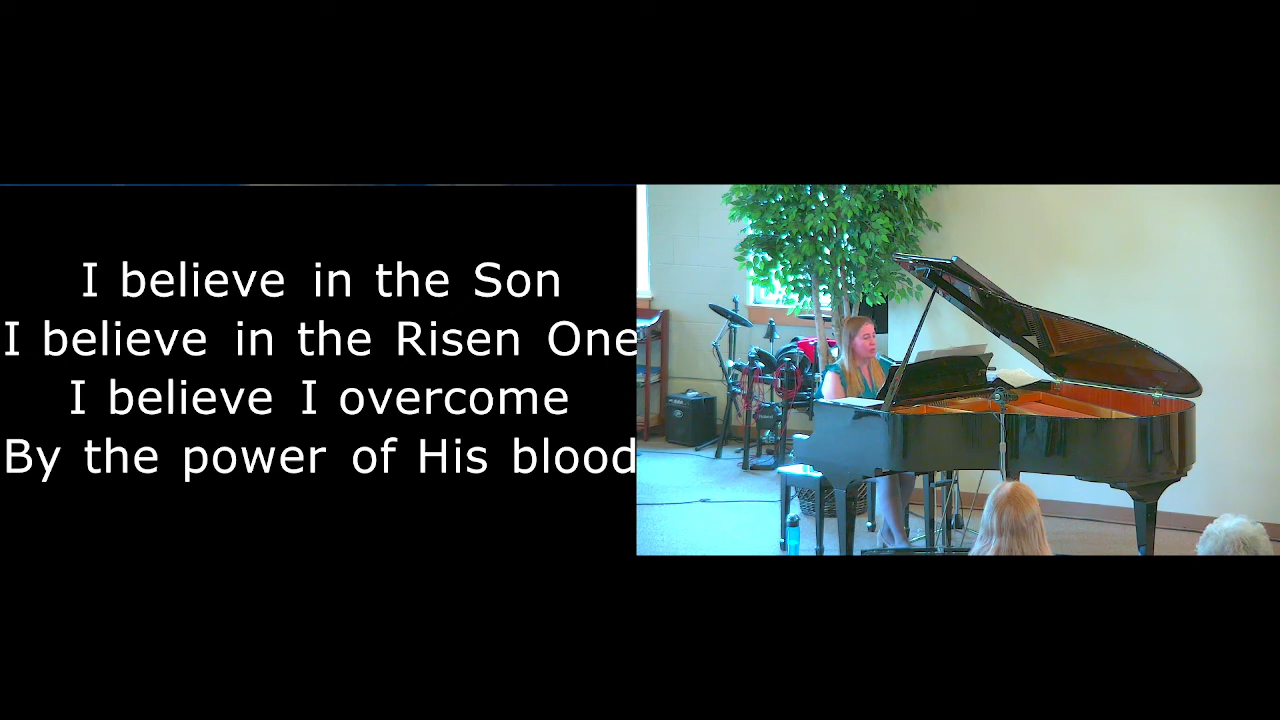 I believe in the Son
I believe in the Risen One
I believe I overcome
By the power of His blood